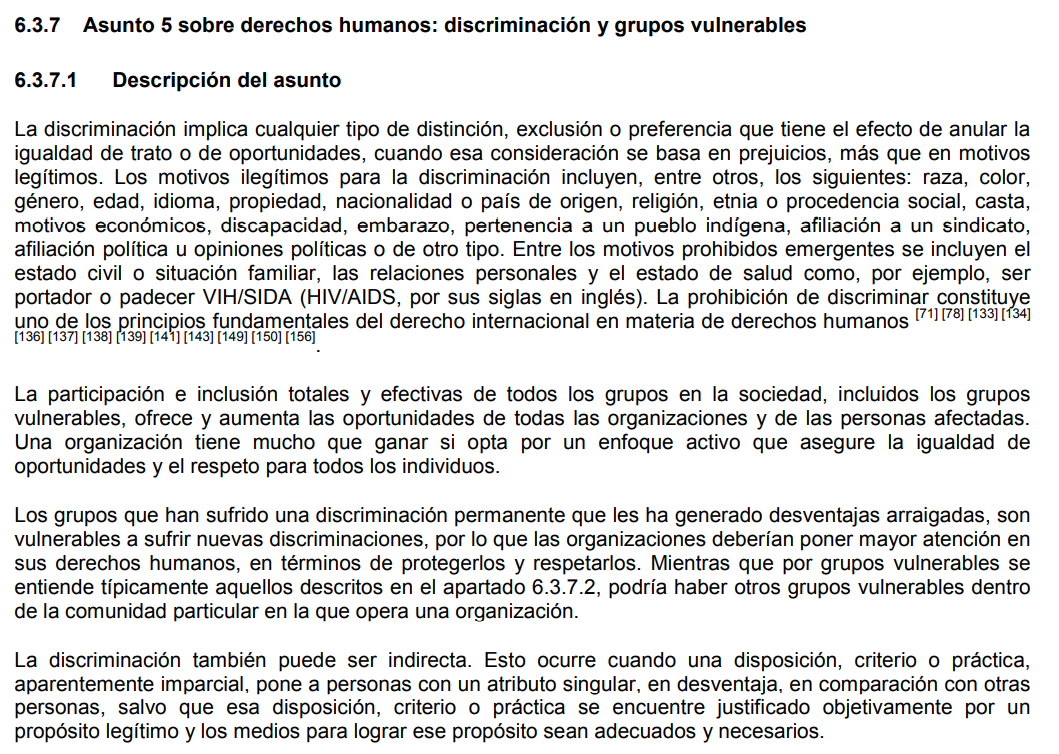 6.3.7 Asunto 5 sobre derechos humanos: discriminación y grupos vulnerables
6.3.7.1 Descripción del asunto
La discriminación implica cualquier tipo de distinción, exclusión o preferencia que tiene el efecto de anular la
igualdad de trato o de oportunidades, cuando esa consideración se basa en prejuicios, más que en motivos
legítimos. Los motivos ilegítimos para la discriminación incluyen, entre otros, los siguientes: raza, color,
género, edad, idioma, propiedad, nacionalidad o país de origen, religión, etnia o procedencia social, casta,
motivos económicos, discapacidad, embarazo, pertenencia a un pueblo indígena, afiliación a un sindicato,
afiliación política u opiniones políticas o de otro tipo. Entre los motivos prohibidos emergentes se incluyen el
estado civil o situación familiar, las relaciones personales y el estado de salud como, por ejemplo, ser
portador o padecer VIH/SIDA (HIV/AIDS, por sus siglas en inglés). La prohibición de discriminar constituye
uno de los principios fundamentales del derecho internacional en materia de derechos humanos [71] [78] [133] [134]
[136] [137] [138] [139] [141] [143] [149] [150] [156].
La participación e inclusión totales y efectivas de todos los grupos en la sociedad, incluidos los grupos
vulnerables, ofrece y aumenta las oportunidades de todas las organizaciones y de las personas afectadas.
Una organización tiene mucho que ganar si opta por un enfoque activo que asegure la igualdad de
oportunidades y el respeto para todos los individuos.
Los grupos que han sufrido una discriminación permanente que les ha generado desventajas arraigadas, son
vulnerables a sufrir nuevas discriminaciones, por lo que las organizaciones deberían poner mayor atención en
sus derechos humanos, en términos de protegerlos y respetarlos. Mientras que por grupos vulnerables se
entiende típicamente aquellos descritos en el apartado 6.3.7.2, podría haber otros grupos vulnerables dentro
de la comunidad particular en la que opera una organización.
La discriminación también puede ser indirecta. Esto ocurre cuando una disposición, criterio o práctica,
aparentemente imparcial, pone a personas con un atributo singular, en desventaja, en comparación con otras
personas, salvo que esa disposición, criterio o práctica se encuentre justificado objetivamente por un
propósito legítimo y los medios para lograr ese propósito sean adecuados y necesarios.